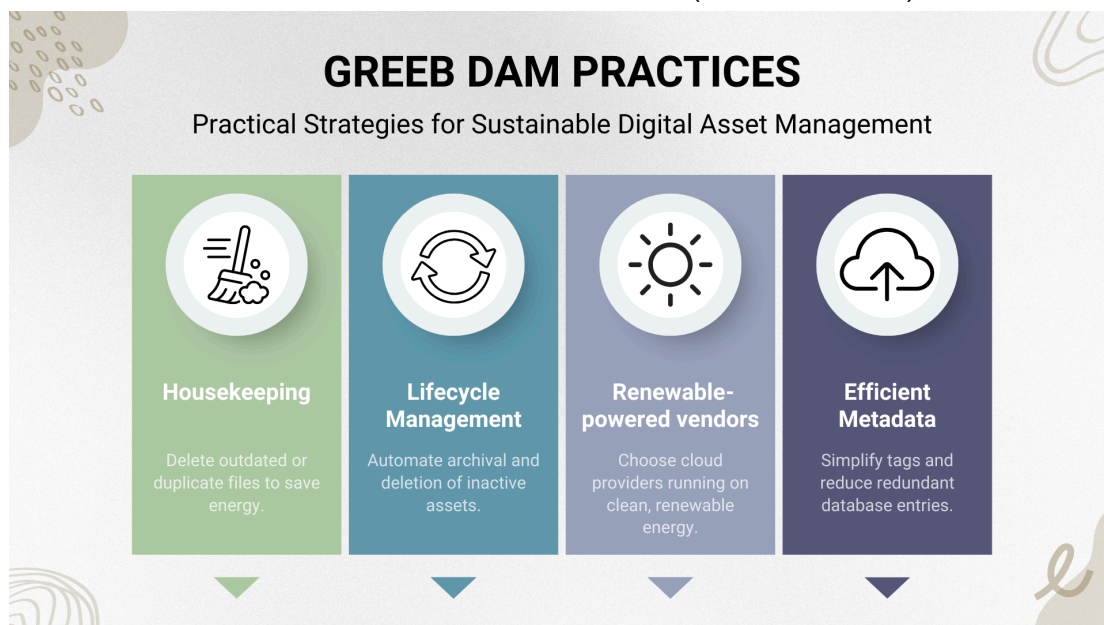 GREEB DAM PRACTICES
Practical Strategies for Sustainable Digital Asset Management
Housekeeping
Delete outdated or
duplicate files to save
energy.
Lifecycle
Management
Automate archival and
deletion of inactive
assets.
Renewable-
powered vendors
Choose cloud
providers running on
clean, renewable
energy.
Efficient
Metadata
Simplify tags and
reduce redundant
database entries.